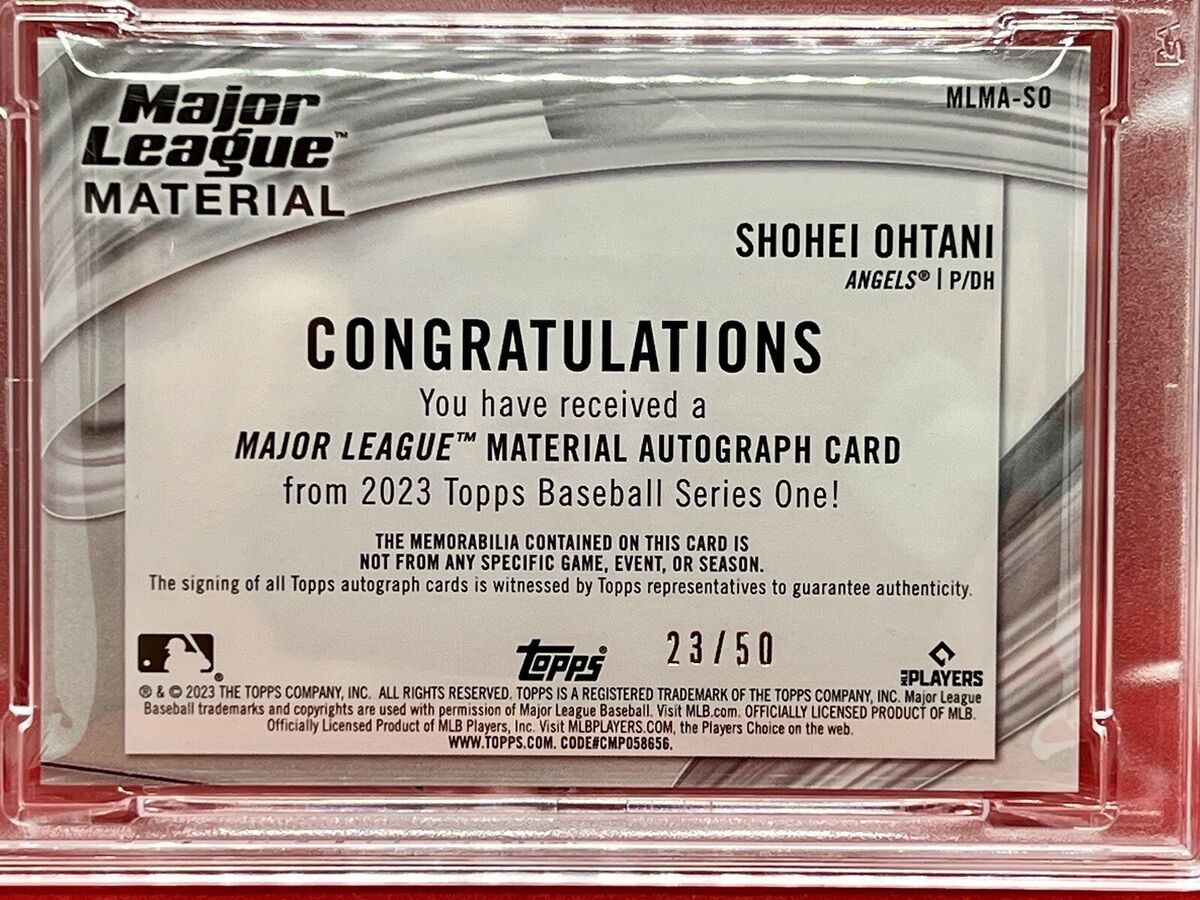 Major
League™
MATERIAL
MLMA-SO
SHOHEI OHTANI
ANGELS® | P/DH
CONGRATULATIONS
You have received a
MAJOR LEAGUE™ MATERIAL AUTOGRAPH CARD
from 2023 Topps Baseball Series One!
THE MEMORABILIA CONTAINED ON THIS CARD IS
NOT FROM ANY SPECIFIC GAME, EVENT, OR SEASON.
The signing of all Topps autograph cards is witnessed by Topps representatives to guarantee authenticity.
topps® 23/50
MLB PLAYERS
® & © 2023 THE TOPPS COMPANY, INC. ALL RIGHTS RESERVED. TOPPS IS A REGISTERED TRADEMARK OF THE TOPPS COMPANY, INC. Major League
Baseball trademarks and copyrights are used with permission of Major League Baseball. Visit MLB.com. OFFICIALLY LICENSED PRODUCT OF MLB.
Officially Licensed Product of MLB Players, Inc. Visit MLBPLAYERS.COM, the Players Choice on the web.
WWW.TOPPS.COM. CODE#CMP058656.